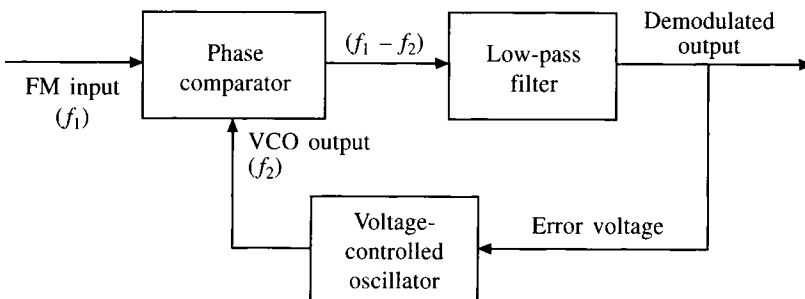 Phase
comparator
(f₁ – f₂)
Low-pass
filter
Demodulated
output
FM input
(f₁)
VCO output
(f₂)
Voltage-
controlled
oscillator
Error voltage